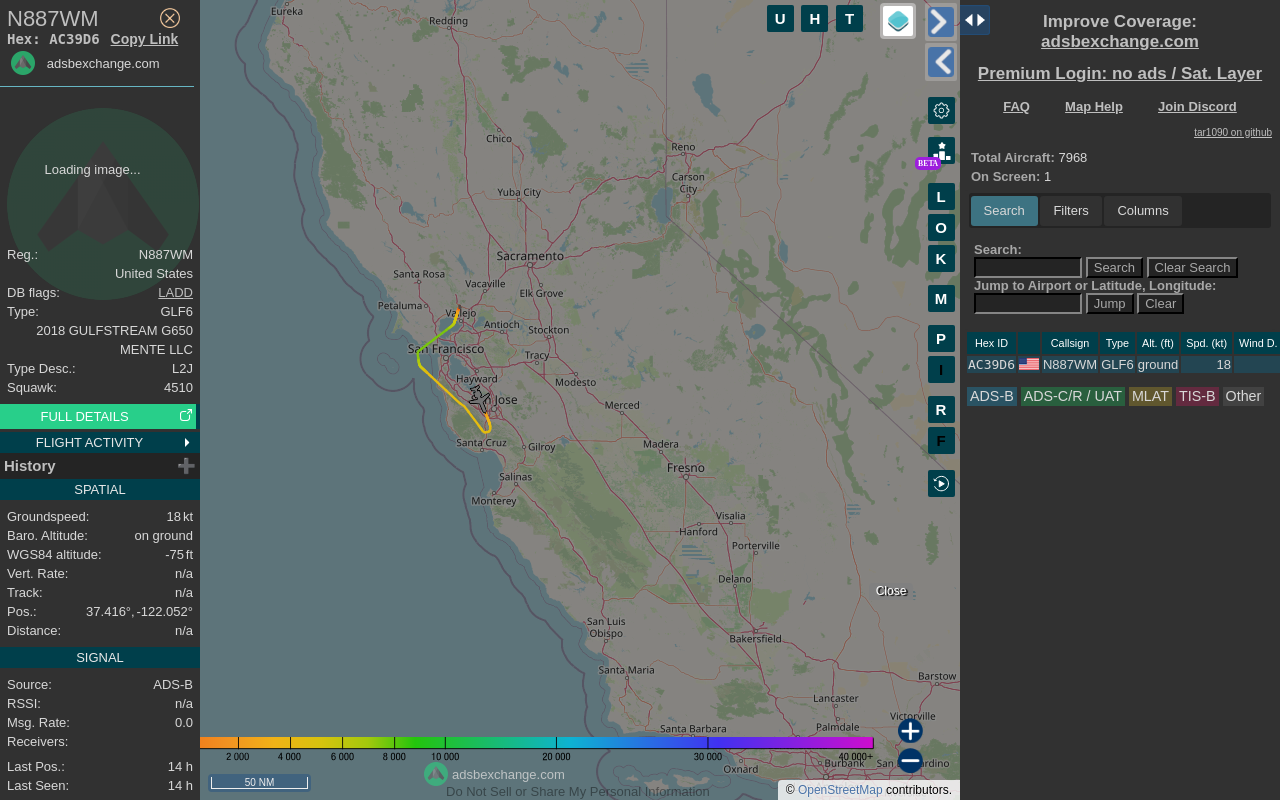 N887WM
Hex: AC39D6 Copy Link
adsbexchange.com
Loading image...
Reg.: N887WM
United States
DB flags: LADD
Type: GLF6
2018 GULFSTREAM G650
MENTE LLC
Type Desc.: L2J
Squawk: 4510
FULL DETAILS
FLIGHT ACTIVITY
History
SPATIAL
Groundspeed: 18 kt
Baro. Altitude: on ground
WGS84 altitude: -75 ft
Vert. Rate: n/a
Track: n/a
Pos.: 37.416°, -122.052°
Distance: n/a
SIGNAL
Source: ADS-B
RSSI: n/a
Msg. Rate: 0.0
Receivers:
Last Pos.: 14 h
Last Seen: 14 h
Eureka
Redding
Chico
Reno
Carson
City
Yuba City
Sacramento
Santa Rosa
Vacaville
Elk Grove
Petaluma
Vallejo
Antioch
Stockton
San Francisco
Tracy
Hayward
Modesto
Jose
Merced
Santa Cruz
Gilroy
Madera
Fresno
Salinas
Monterey
Visalia
Hanford
Porterville
Delano
Close
San Luis
Obispo
Bakersfield
Santa Maria
Barstow
Lancaster
Victorville
Palmdale
Santa Barbara
Oxnard
Burbank
2 000 4 000 6 000 8 000 10 000 20 000 30 000 40 000+
50 NM
adsbexchange.com
Do Not Sell or Share My Personal Information
© OpenStreetMap contributors.
U H T
BETA
L
O
K
M
P
I
R
F
Improve Coverage:
adsbexchange.com
Premium Login: no ads / Sat. Layer
FAQ Map Help Join Discord
tar1090 on github
Total Aircraft: 7968
On Screen: 1
Search Filters Columns
Search:
Search Clear Search
Jump to Airport or Latitude, Longitude:
Jump Clear
Hex ID Callsign Type Alt. (ft) Spd. (kt) Wind D.
AC39D6 N887WM GLF6 ground 18
ADS-B ADS-C/R / UAT MLAT TIS-B Other